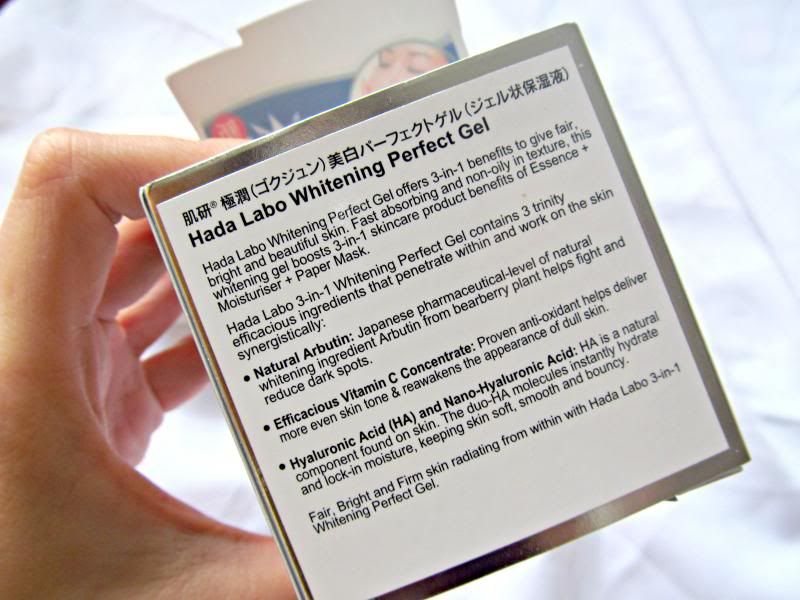 肌研® 極潤(ゴクジュン)美白パーフェクトゲル(ジェル状保湿液)
Hada Labo Whitening Perfect Gel
Hada Labo Whitening Perfect Gel offers 3-in-1 benefits to give fair,
bright and beautiful skin. Fast absorbing and non-oily in texture, this
whitening gel boosts 3-in-1 skincare product benefits of Essence +
Moisturiser + Paper Mask.
Hada Labo 3-in-1 Whitening Perfect Gel contains 3 trinity
efficacious ingredients that penetrate within and work on the skin
synergistically:
• Natural Arbutin: Japanese pharmaceutical-level of natural
whitening ingredient Arbutin from bearberry plant helps fight and
reduce dark spots.
• Efficacious Vitamin C Concentrate: Proven anti-oxidant helps deliver
more even skin tone & reawakens the appearance of dull skin.
• Hyaluronic Acid (HA) and Nano-Hyaluronic Acid: HA is a natural
component found on skin. The duo-HA molecules instantly hydrate
and lock-in moisture, keeping skin soft, smooth and bouncy.
Fair, Bright and Firm skin radiating from within with Hada Labo 3-in-1
Whitening Perfect Gel.